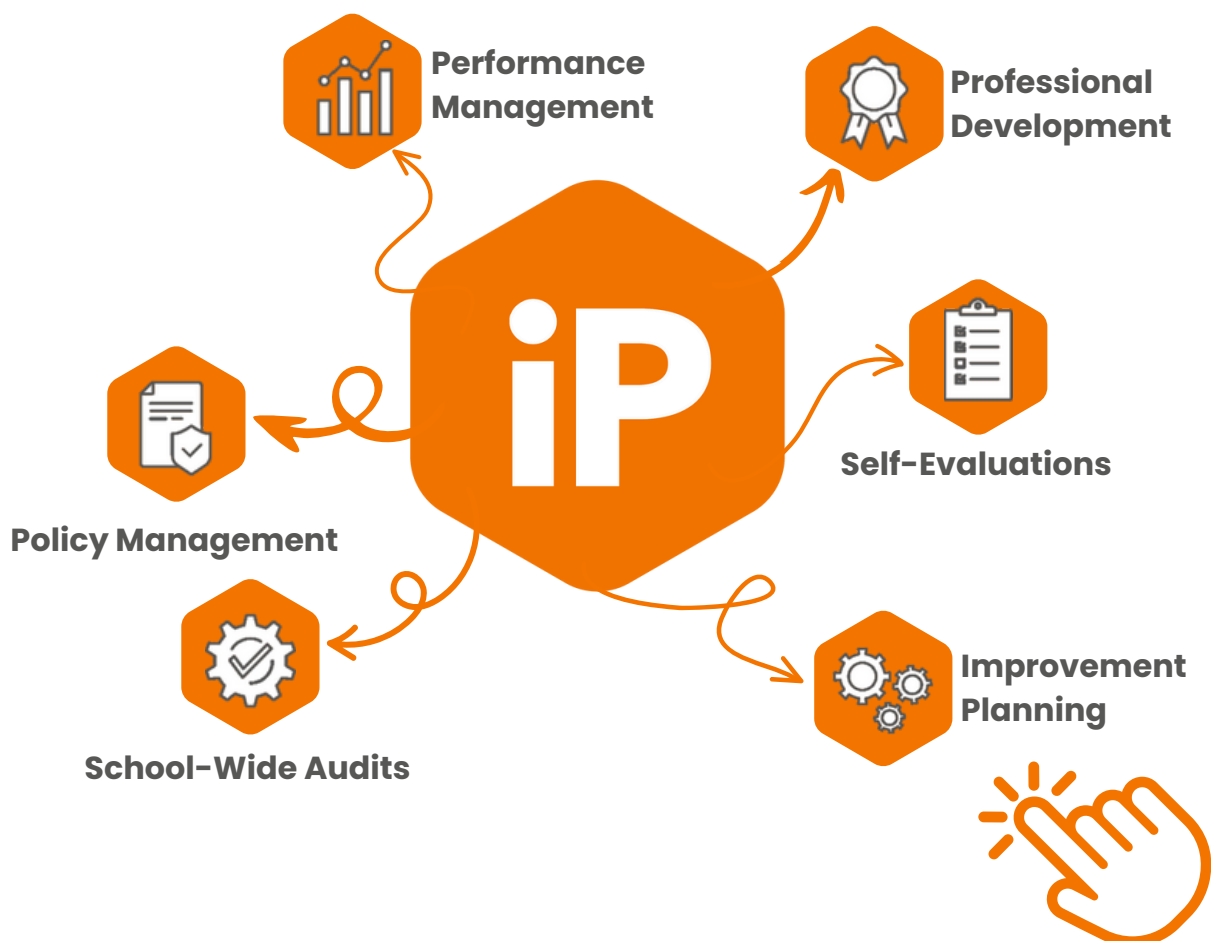 Performance
Management
Professional
Development
iP
Self-Evaluations
Policy Management
School-Wide Audits
Improvement
Planning